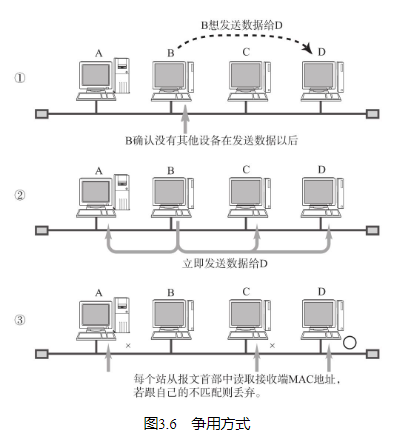 B想发送数据给D
A B C D
①
B确认没有其他设备在发送数据以后
A B C D
②
立即发送数据给D
A B C D
③
× ×
每个站从报文首部中读取接收端MAC地址,
若跟自己的不匹配则丢弃。
图3.6 争用方式